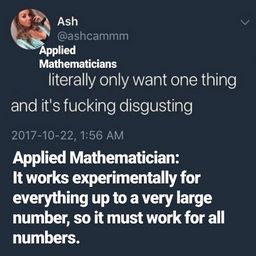 Ash
@ashcammm
Applied
Mathematicians
literally only want one thing
and it's fucking disgusting
2017-10-22, 1:56 AM
Applied Mathematician:
It works experimentally for
everything up to a very large
number, so it must work for all
numbers.